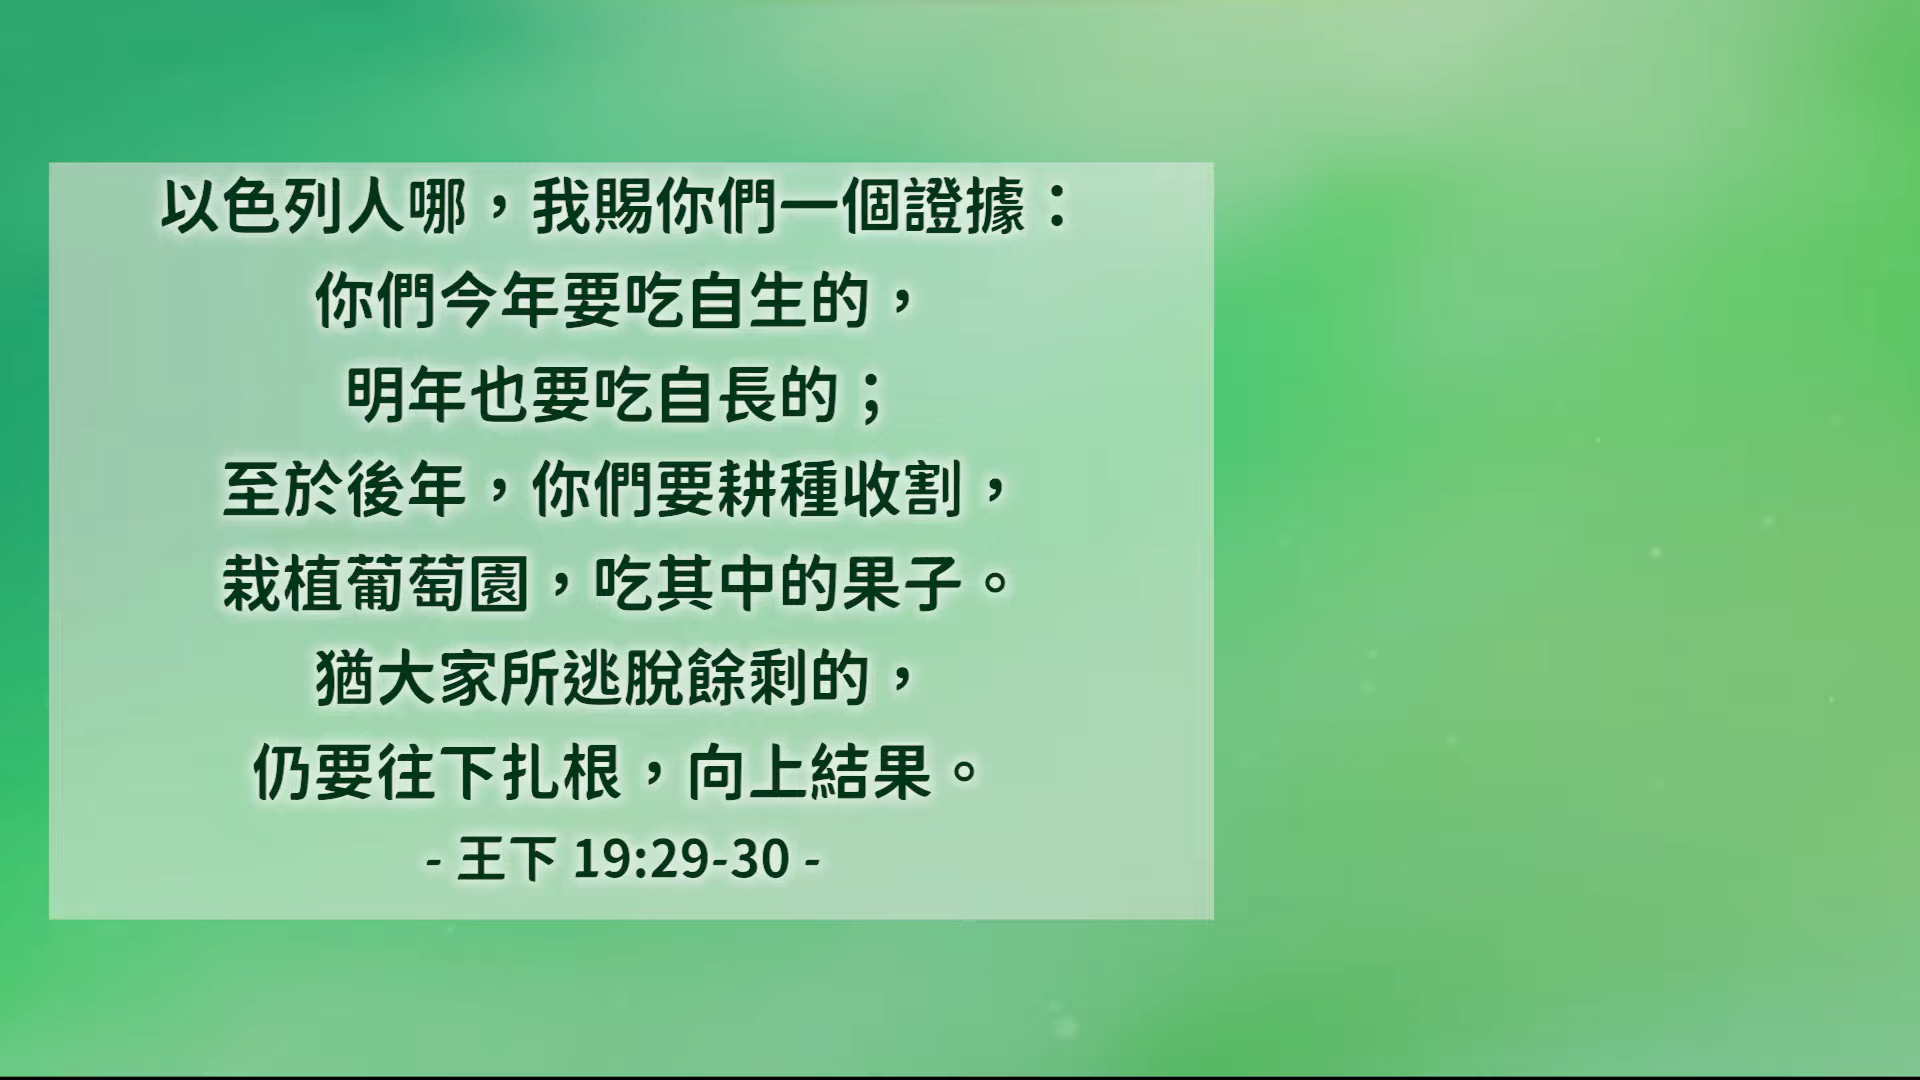 以色列人哪，我賜你們一個證據：
你們今年要吃自生的，
明年也要吃自長的；
至於後年，你們要耕種收割，
栽植葡萄園，吃其中的果子。
猶大家所逃脫餘剩的，
仍要往下扎根，向上結果。
- 王下 19:29-30 -